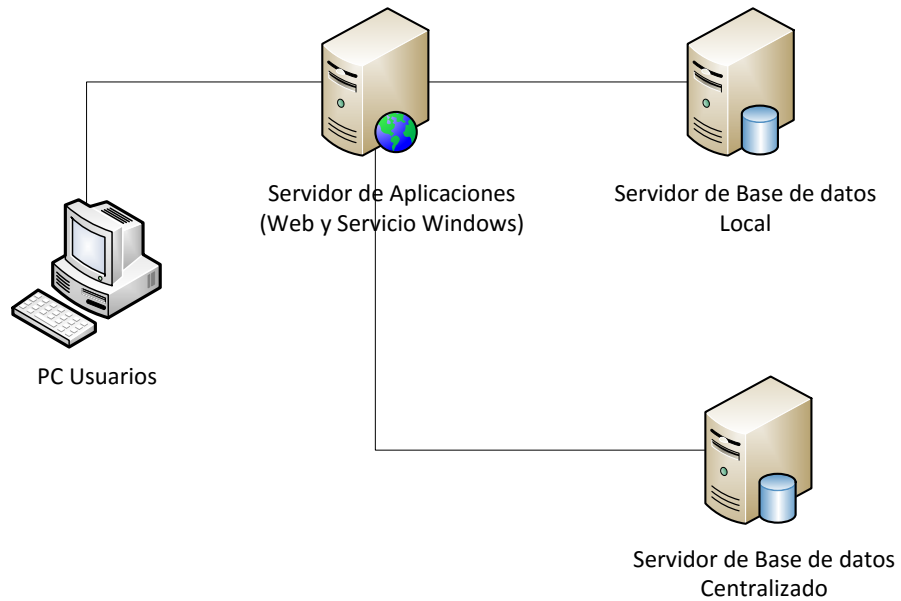 Servidor de Aplicaciones
(Web y Servicio Windows)
Servidor de Base de datos
Local
PC Usuarios
Servidor de Base de datos
Centralizado